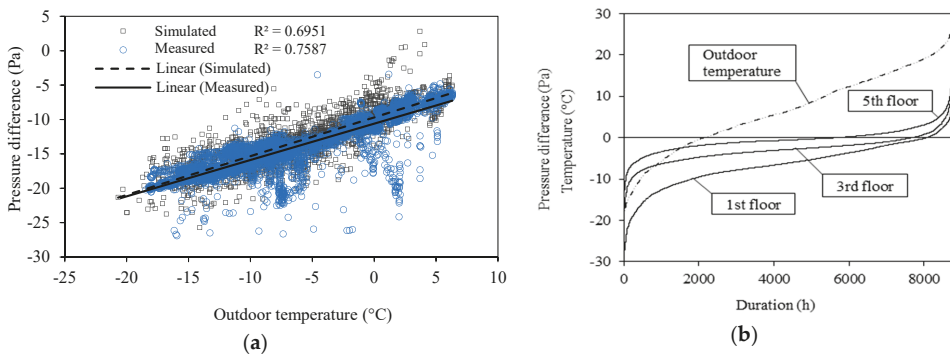 Simulated R² = 0.6951
Measured R² = 0.7587
Linear (Simulated)
Linear (Measured)
Pressure difference (Pa)
5
0
-5
-10
-15
-20
-25
-30
-25 -20 -15 -10 -5 0 5 10
Outdoor temperature (°C)
(a)
Pressure difference (Pa)
Temperature (°C)
30
20
10
0
-10
-20
-30
Outdoor temperature
5th floor
3rd floor
1st floor
0 2000 4000 6000 8000
Duration (h)
(b)